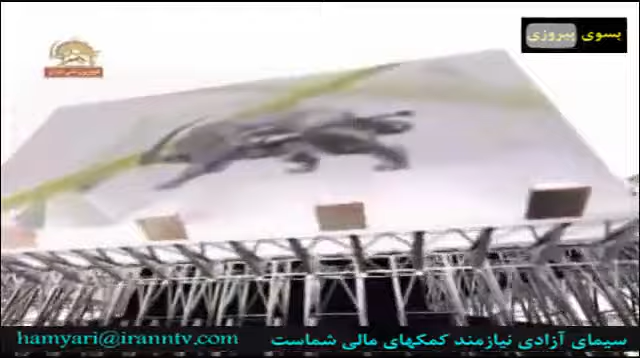 بسوی پیروزی
سیمای آزادی نیازمند کمکهای مالی شماست hamyari@iranntv.com